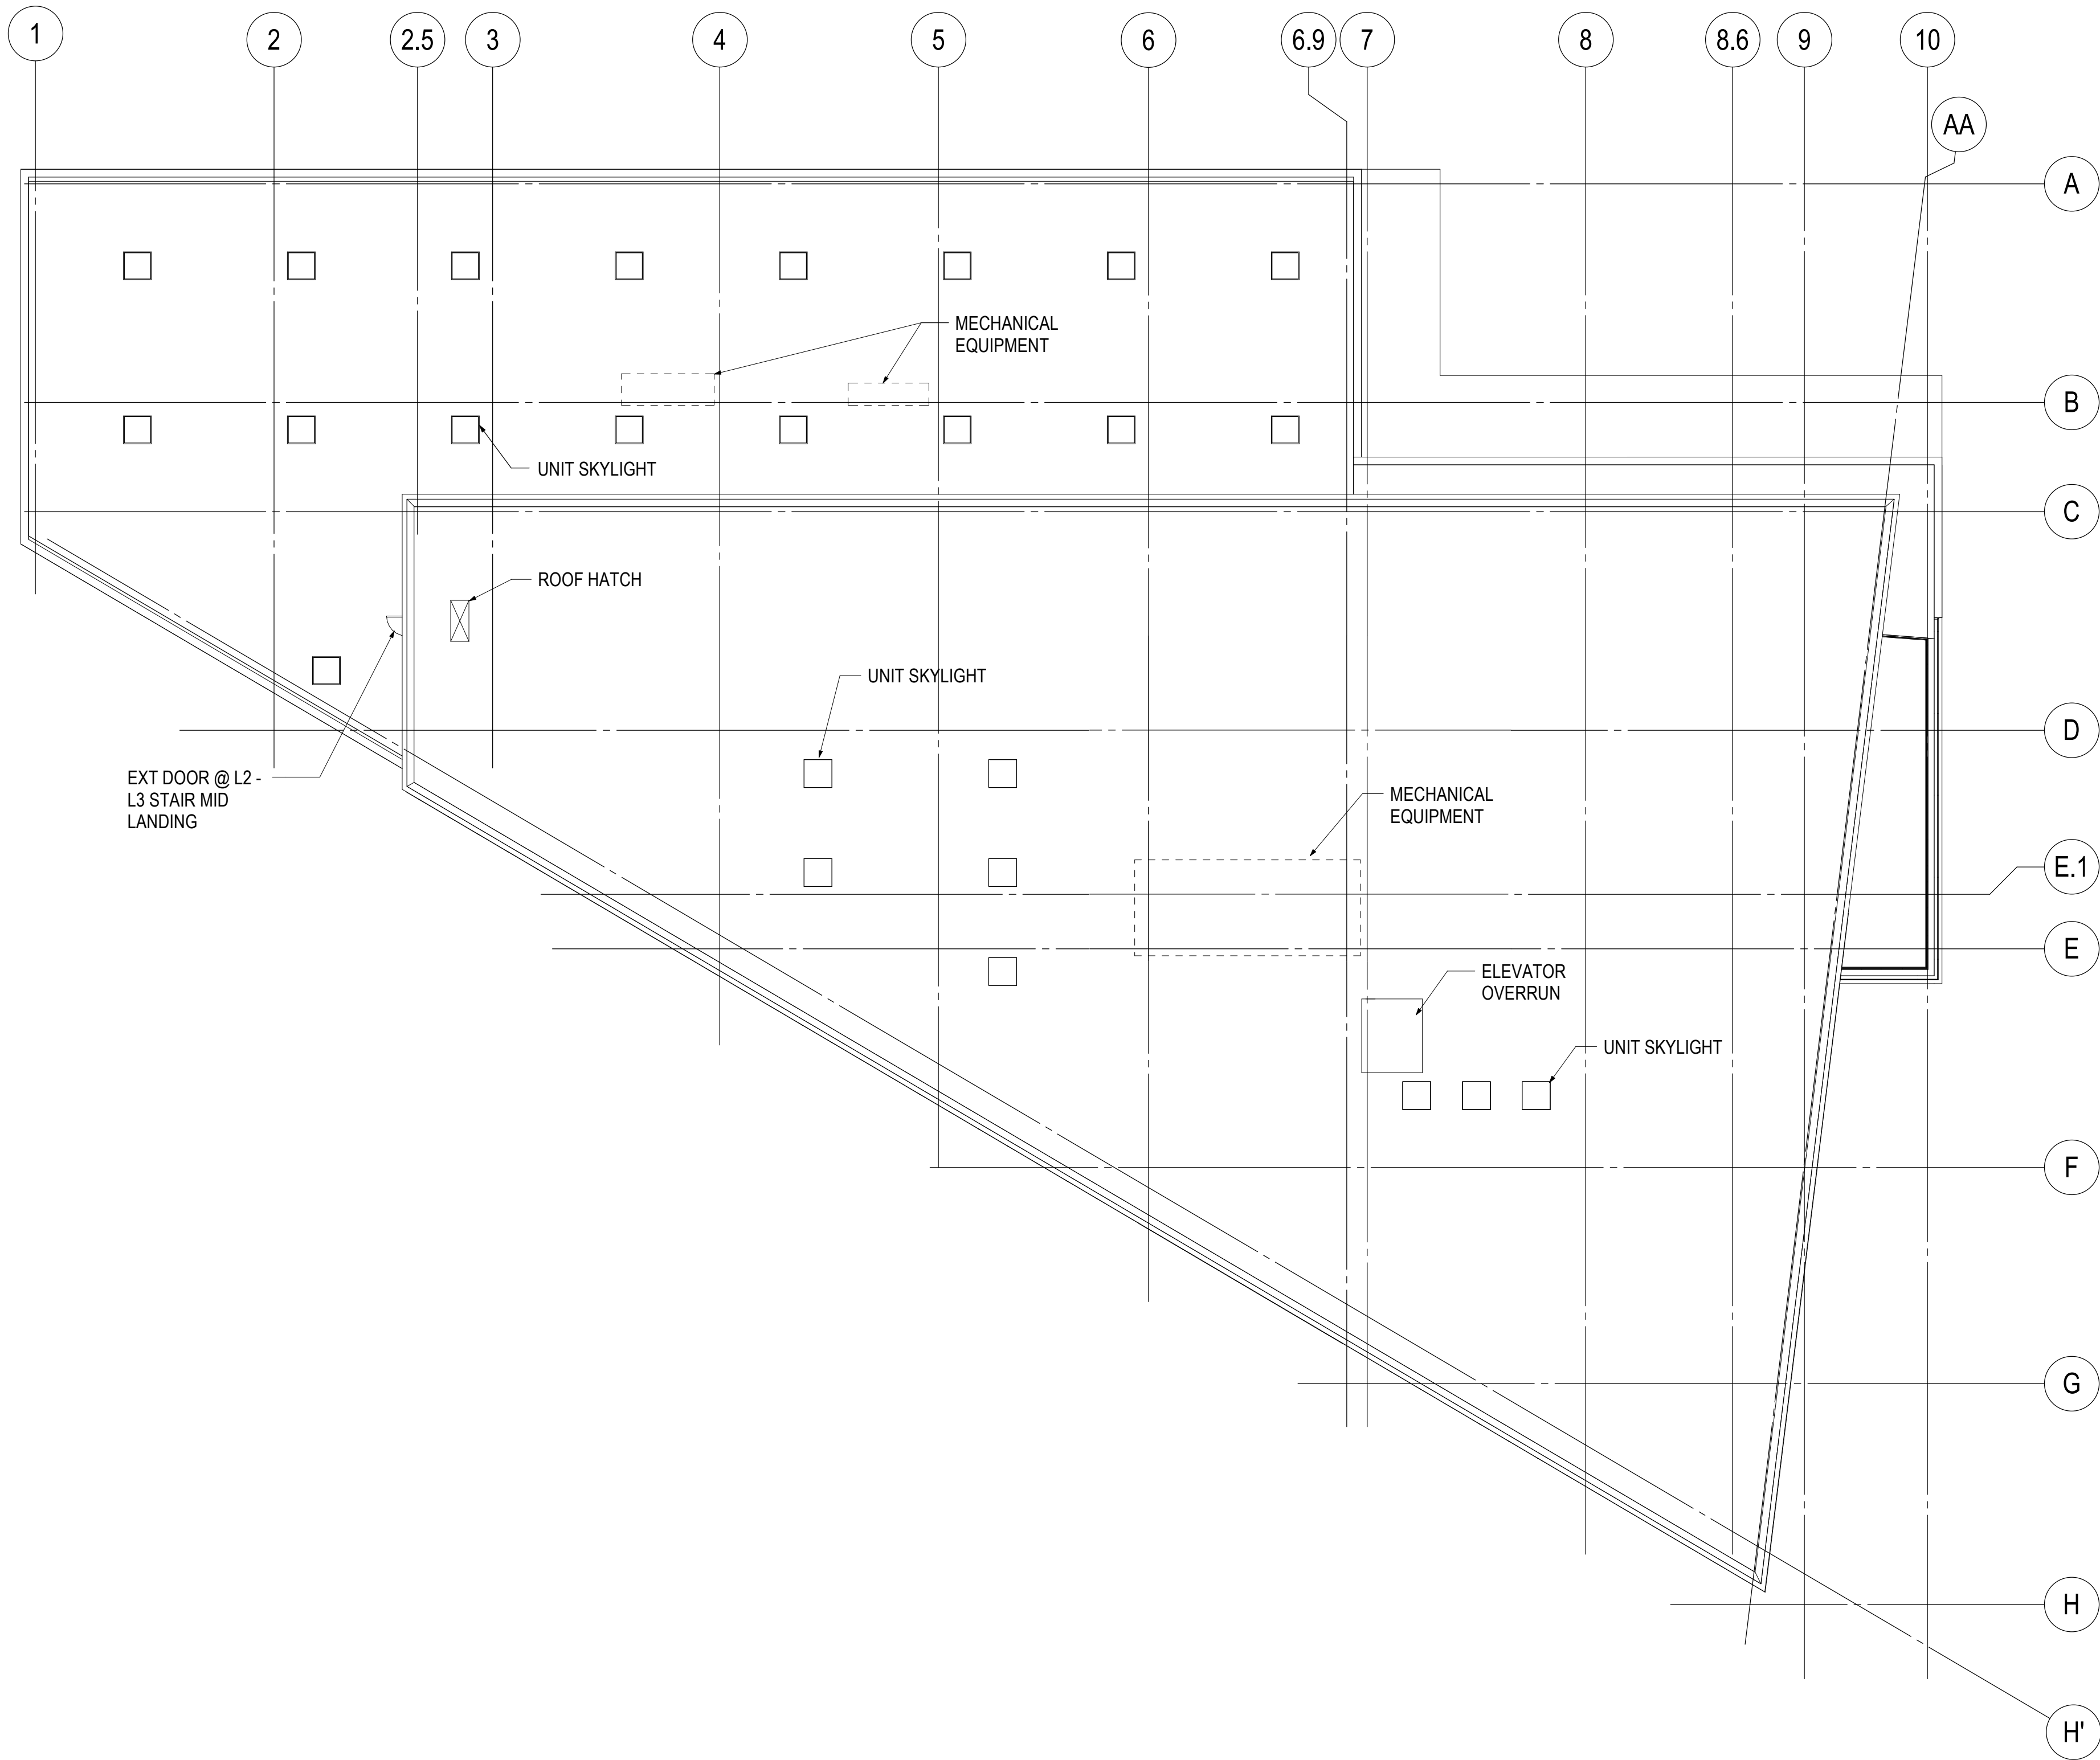 1
2
2.5
3
4
5
6
6.9
7
8
8.6
9
10
AA
A
MECHANICAL
EQUIPMENT
B
UNIT SKYLIGHT
C
ROOF HATCH
UNIT SKYLIGHT
D
EXT DOOR @ L2 -
L3 STAIR MID
LANDING
MECHANICAL
EQUIPMENT
E.1
E
ELEVATOR
OVERRUN
UNIT SKYLIGHT
F
G
H
H'